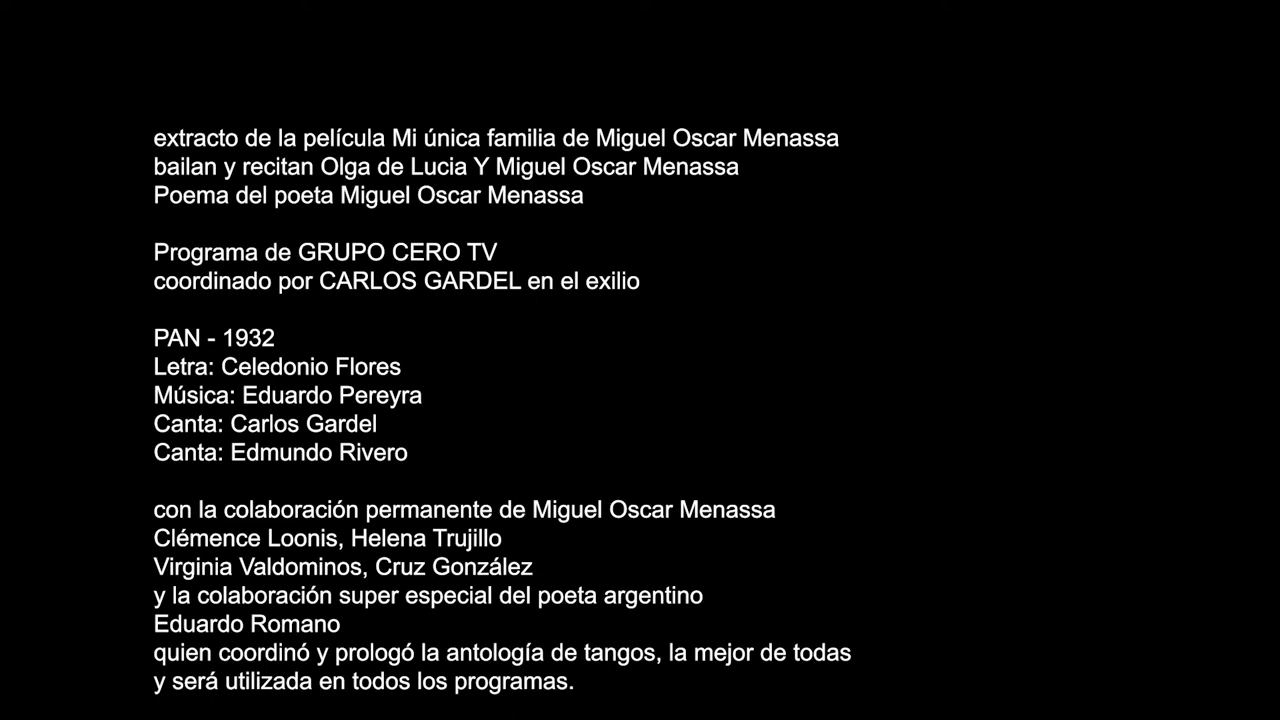 extracto de la película Mi única familia de Miguel Oscar Menassa
bailan y recitan Olga de Lucia Y Miguel Oscar Menassa
Poema del poeta Miguel Oscar Menassa
Programa de GRUPO CERO TV
coordinado por CARLOS GARDEL en el exilio
PAN - 1932
Letra: Celedonio Flores
Música: Eduardo Pereyra
Canta: Carlos Gardel
Canta: Edmundo Rivero
con la colaboración permanente de Miguel Oscar Menassa
Clémence Loonis, Helena Trujillo
Virginia Valdominos, Cruz González
y la colaboración super especial del poeta argentino
Eduardo Romano
quien coordinó y prologó la antología de tangos, la mejor de todas
y será utilizada en todos los programas.